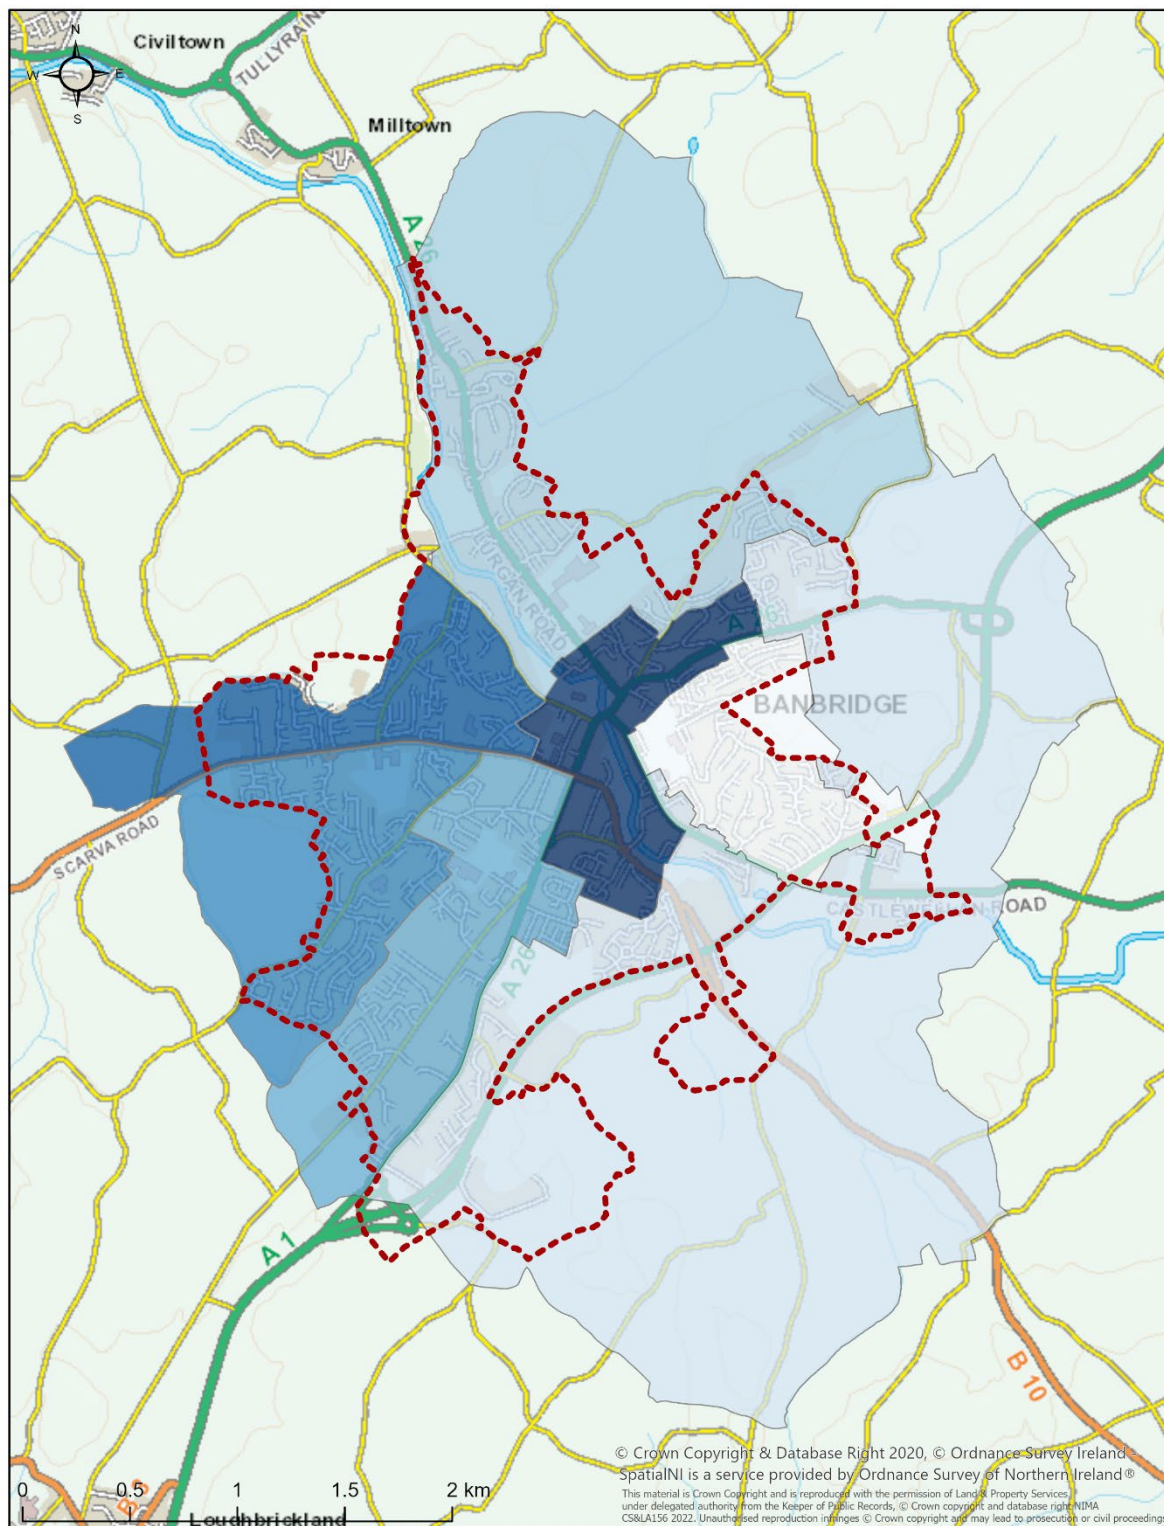 N
W E
S
Civiltown
TULLYRAIN
Milltown
A 26
LURGAN ROAD
A 26
BANBRIDGE
SCARVA ROAD
CASTLEWELLAN ROAD
A 26
A 1
B 10
© Crown Copyright & Database Right 2020, © Ordnance Survey Ireland
SpatialNI is a service provided by Ordnance Survey of Northern Ireland®
This material is Crown Copyright and is reproduced with the permission of Land & Property Services,
under delegated authority from the Keeper of Public Records, © Crown copyright and database right NIMA
CS&LA156 2022. Unauthorised reproduction infringes © Crown copyright and may lead to prosecution or civil proceedings
0 0.5 1 1.5 2 km
B 3
Loughbrickland